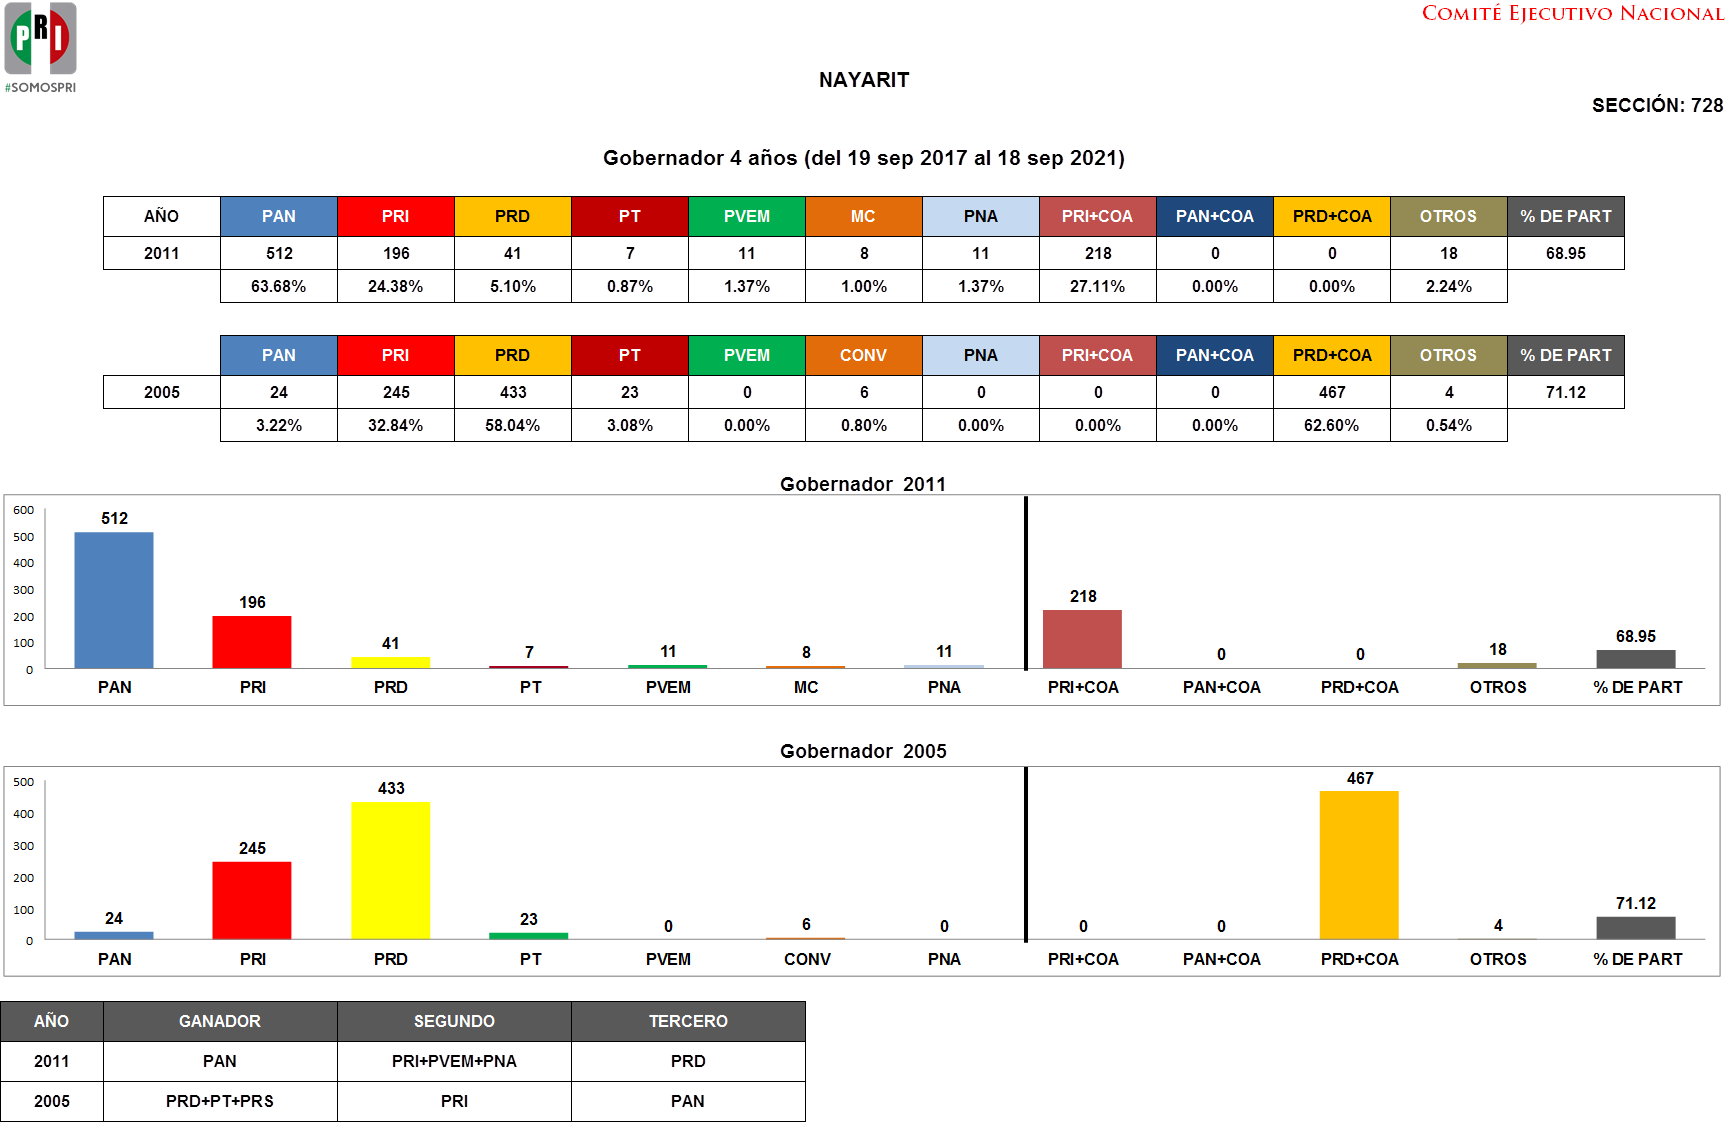 PRI
#SOMOSPRI
COMITÉ EJECUTIVO NACIONAL
NAYARIT
SECCIÓN: 728
Gobernador 4 años (del 19 sep 2017 al 18 sep 2021)
AÑO PAN PRI PRD PT PVEM MC PNA PRI+COA PAN+COA PRD+COA OTROS % DE PART
2011 512 196 41 7 11 8 11 218 0 0 18 68.95
63.68% 24.38% 5.10% 0.87% 1.37% 1.00% 1.37% 27.11% 0.00% 0.00% 2.24%
PAN PRI PRD PT PVEM CONV PNA PRI+COA PAN+COA PRD+COA OTROS % DE PART
2005 24 245 433 23 0 6 0 0 0 467 4 71.12
3.22% 32.84% 58.04% 3.08% 0.00% 0.80% 0.00% 0.00% 0.00% 62.60% 0.54%
Gobernador 2011
600
500
400
300
200
100
0
512 196 41 7 11 8 11 218 0 0 18 68.95
PAN PRI PRD PT PVEM MC PNA PRI+COA PAN+COA PRD+COA OTROS % DE PART
Gobernador 2005
500
400
300
200
100
0
24 245 433 23 0 6 0 0 0 467 4 71.12
PAN PRI PRD PT PVEM CONV PNA PRI+COA PAN+COA PRD+COA OTROS % DE PART
AÑO GANADOR SEGUNDO TERCERO
2011 PAN PRI+PVEM+PNA PRD
2005 PRD+PT+PRS PRI PAN